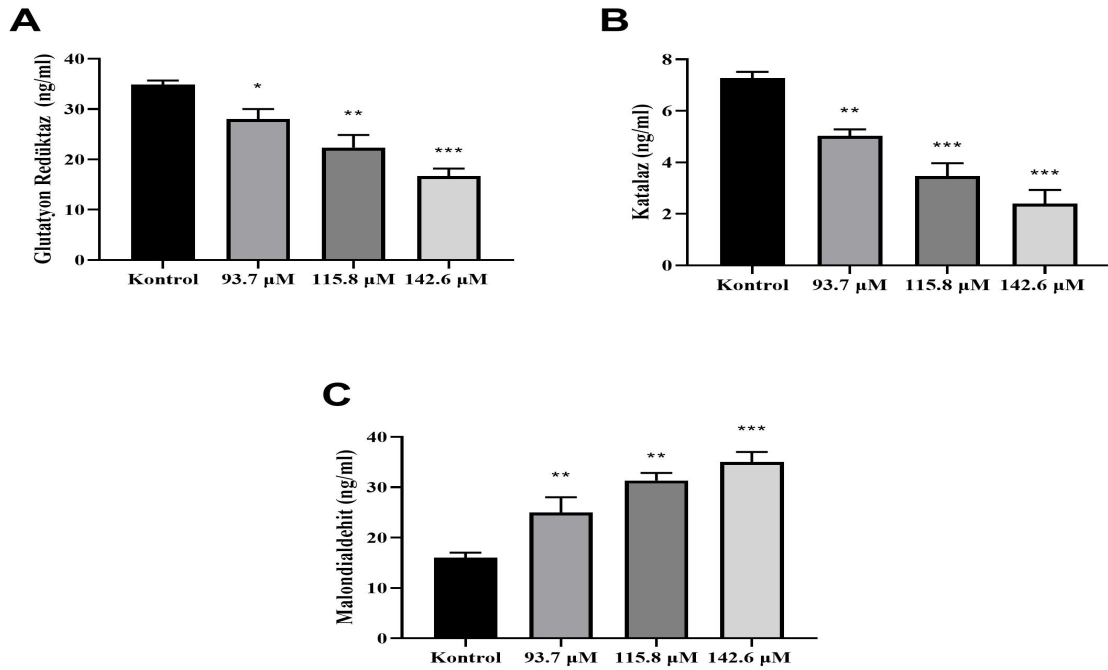 A
Glutatyon Redüktaz (ng/ml)
40
30
20
10
0
*
**
***
Kontrol 93.7 µM 115.8 µM 142.6 µM
B
Katalaz (ng/ml)
8
6
4
2
0
**
***
***
Kontrol 93.7 µM 115.8 µM 142.6 µM
C
Malondialdehit (ng/ml)
40
30
20
10
0
**
**
***
Kontrol 93.7 µM 115.8 µM 142.6 µM